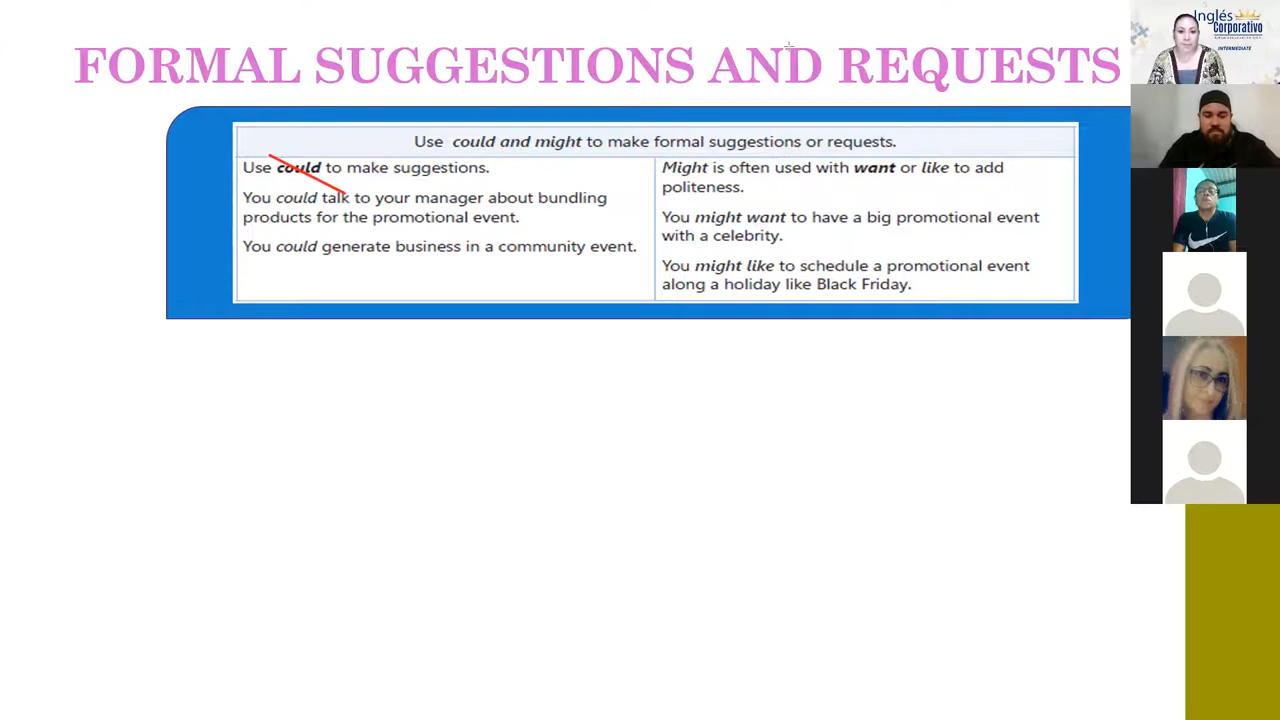 FORMAL SUGGESTIONS AND REQUESTS
Use could and might to make formal suggestions or requests.
Use could to make suggestions.
You could talk to your manager about bundling
products for the promotional event.
You could generate business in a community event.
Might is often used with want or like to add
politeness.
You might want to have a big promotional event
with a celebrity.
You might like to schedule a promotional event
along a holiday like Black Friday.
Inglés
Corporativo
INTERMEDIATE